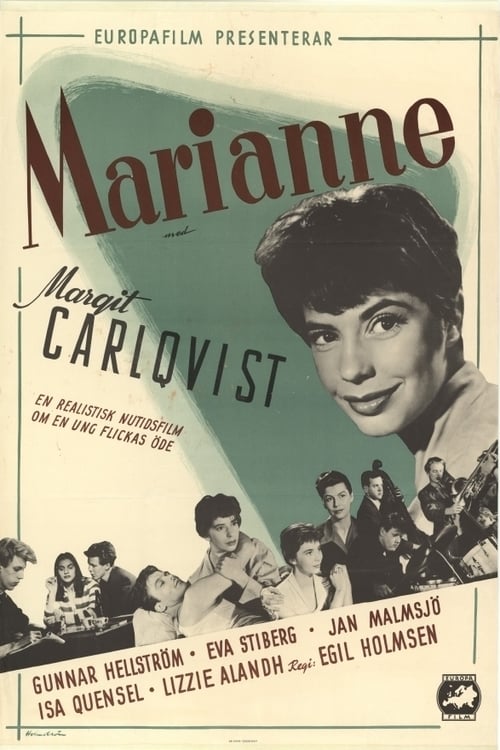 EUROPAFILM PRESENTERAR
Marianne
med
Margit
CARLQVIST
EN REALISTISK NUTIDSFILM
OM EN UNG FLICKAS ÖDE
GUNNAR HELLSTRÖM · EVA STIBERG · JAN MALMSJÖ
ISA QUENSEL · LIZZIE ALANDH Regi: EGIL HOLMSEN
EUROPA
FILM